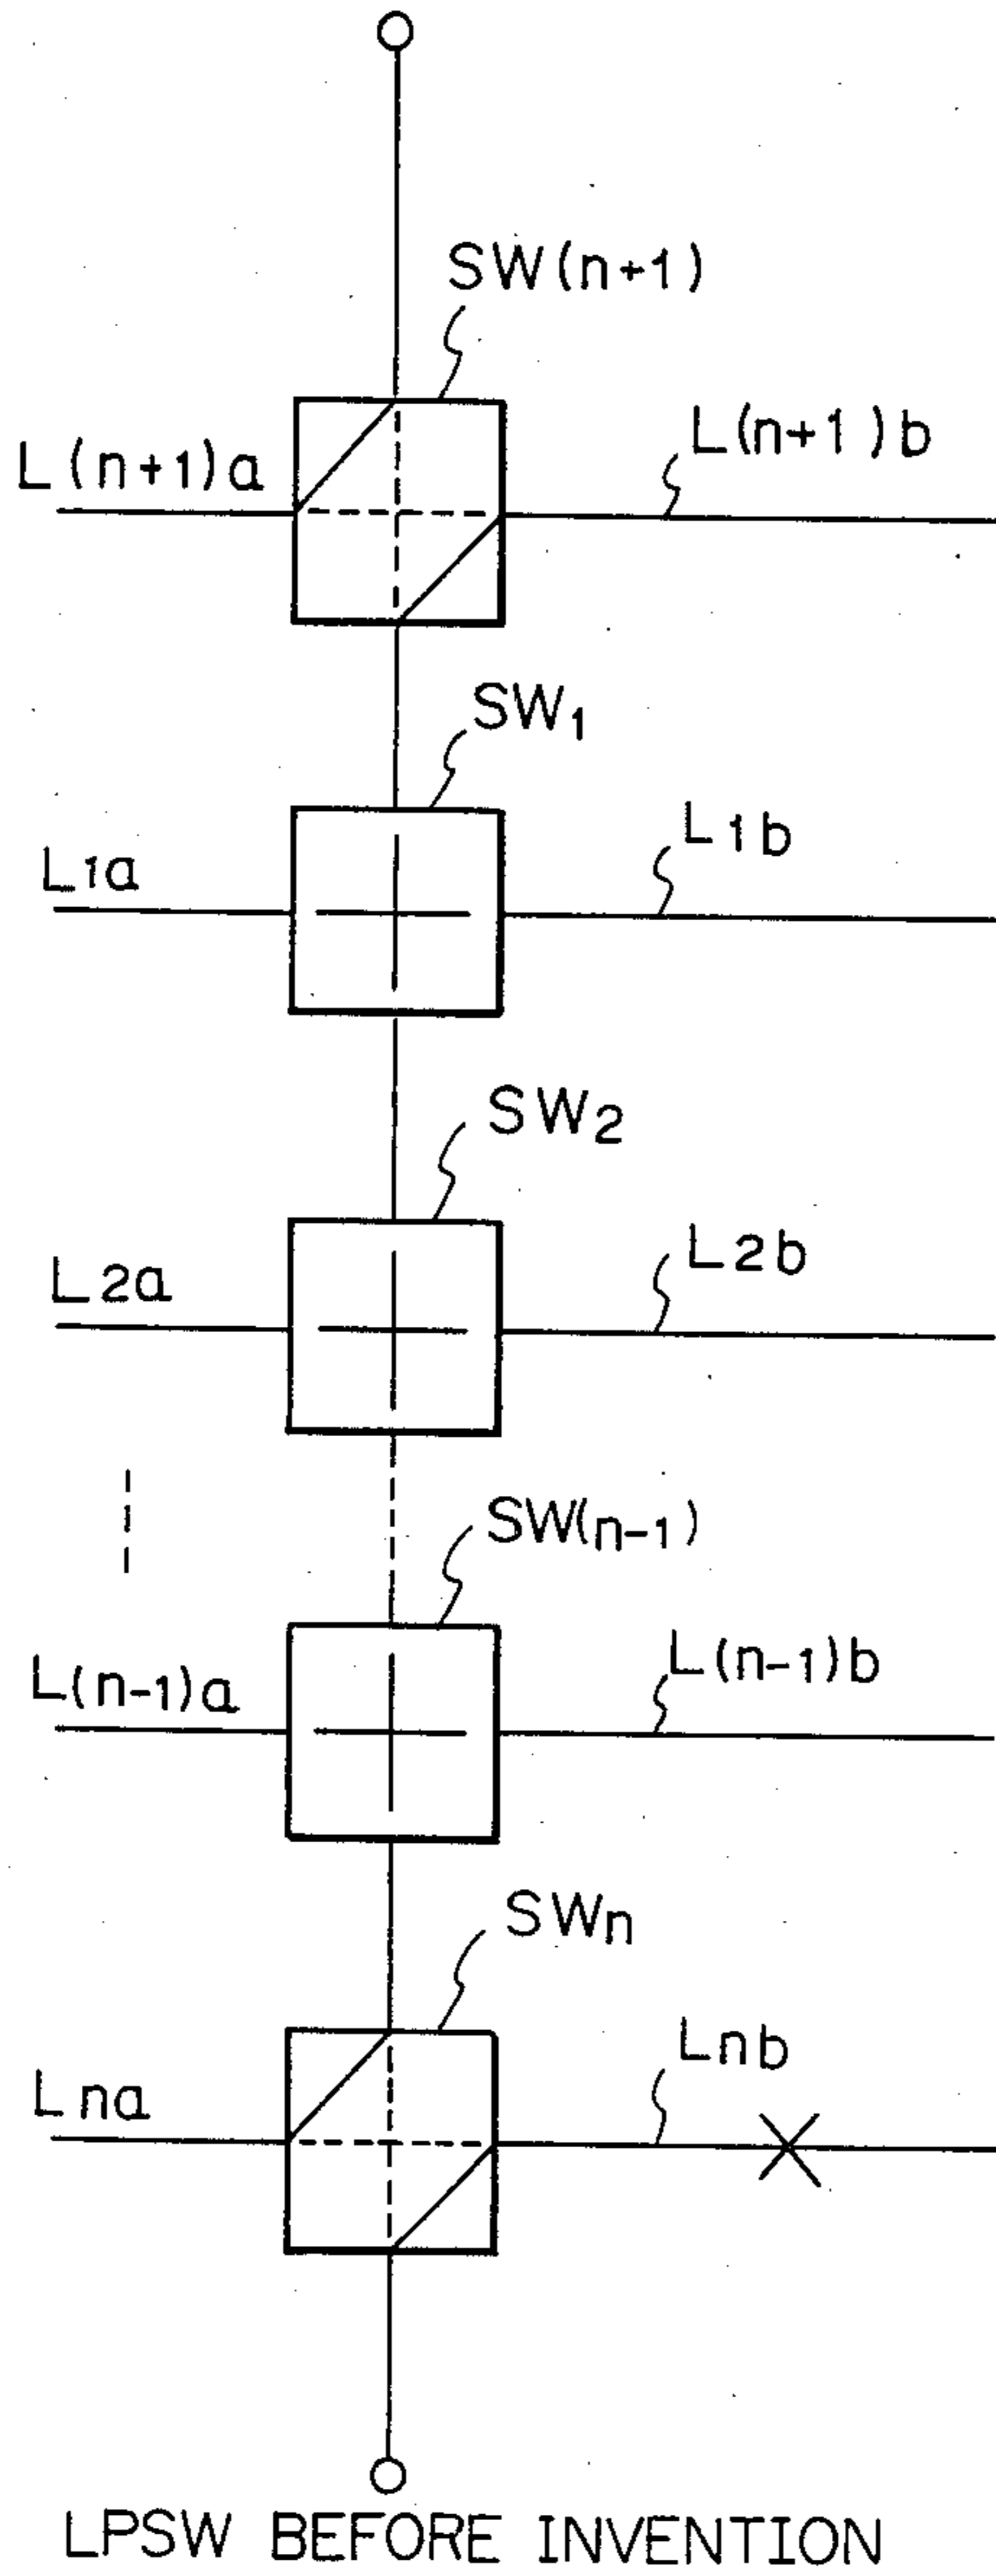 SW(n+1)
L(n+1)a
L(n+1)b
SW1
L1a
L1b
SW2
L2a
L2b
SW(n-1)
L(n-1)a
L(n-1)b
SWn
Lna
Lnb
LPSW BEFORE INVENTION